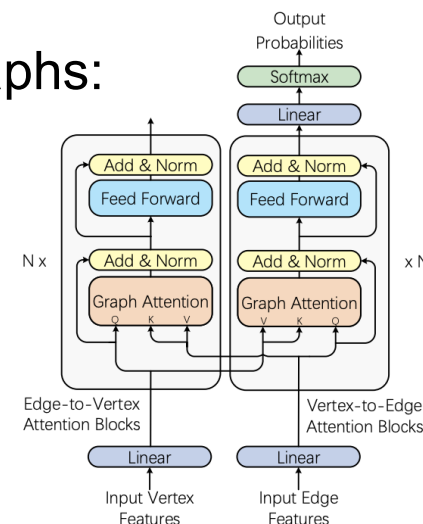 phs:
Output
Probabilities
Softmax
Linear
Add & Norm
Add & Norm
Feed Forward
Feed Forward
N x
Add & Norm
Add & Norm
x N
Graph Attention
Graph Attention
Q K V
V K Q
Edge-to-Vertex
Attention Blocks
Vertex-to-Edge
Attention Blocks
Linear
Linear
Input Vertex
Features
Input Edge
Features